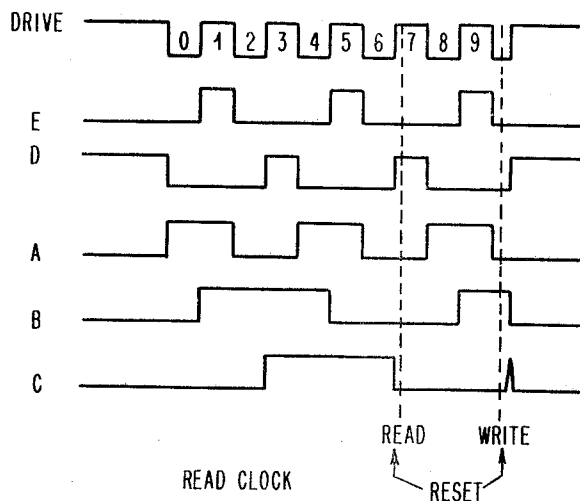 DRIVE
0 1 2 3 4 5 6 7 8 9
E
D
A
B
C
READ WRITE
READ CLOCK
RESET